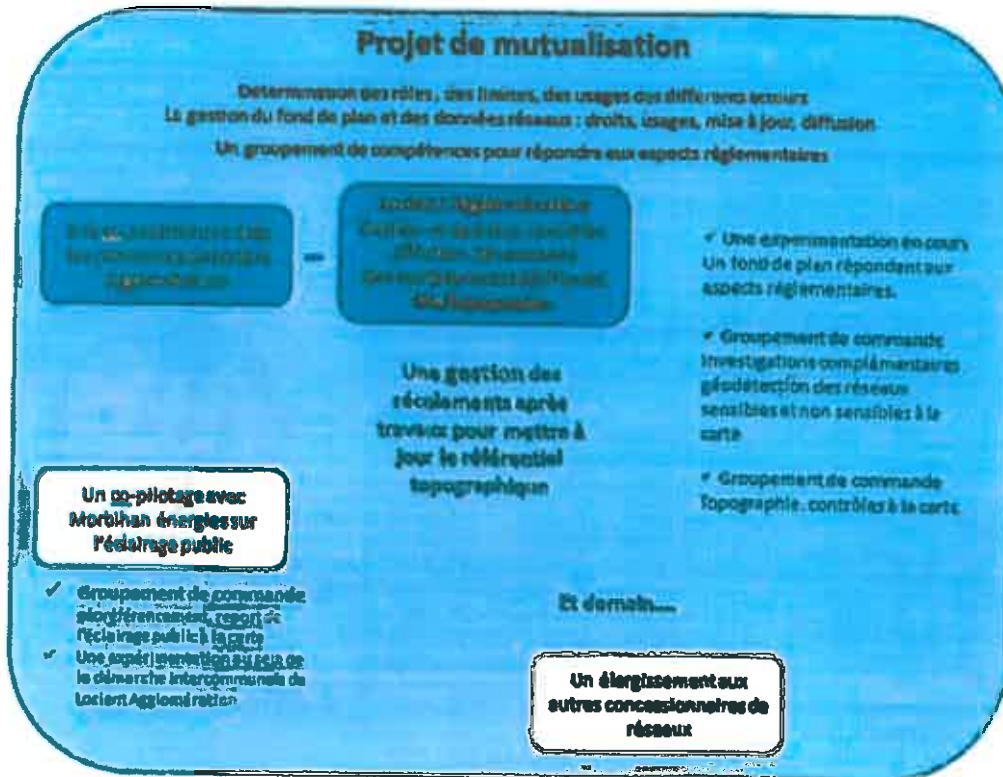 Projet de mutualisation
Détermination des rôles, des limites, des usages des différents acteurs
La gestion du fond de plan et des données réseaux : droits, usages, mise à jour, diffusion
Un groupement de compétences pour répondre aux aspects réglementaires
Lorient Agglomération
✓ Une expérimentation en cours
Un fond de plan répondant aux
aspects réglementaires.
✓ Groupement de commande
Investigations complémentaires
géodétection des réseaux
sensibles et non sensibles à la
carte
✓ Groupement de commande
Topographie, contrôles à la carte
Une gestion des
récolements après
travaux pour mettre à
jour le référentiel
topographique
Un co-pilotage avec
Morbihan énergies sur
l'éclairage public
✓ Groupement de commande
géoréférencement, report de
l'éclairage public à la carte
✓ Une expérimentation au sein de
la démarche intercommunale de
Lorient Agglomération
Et demain....
Un élargissement aux
autres concessionnaires de
réseaux